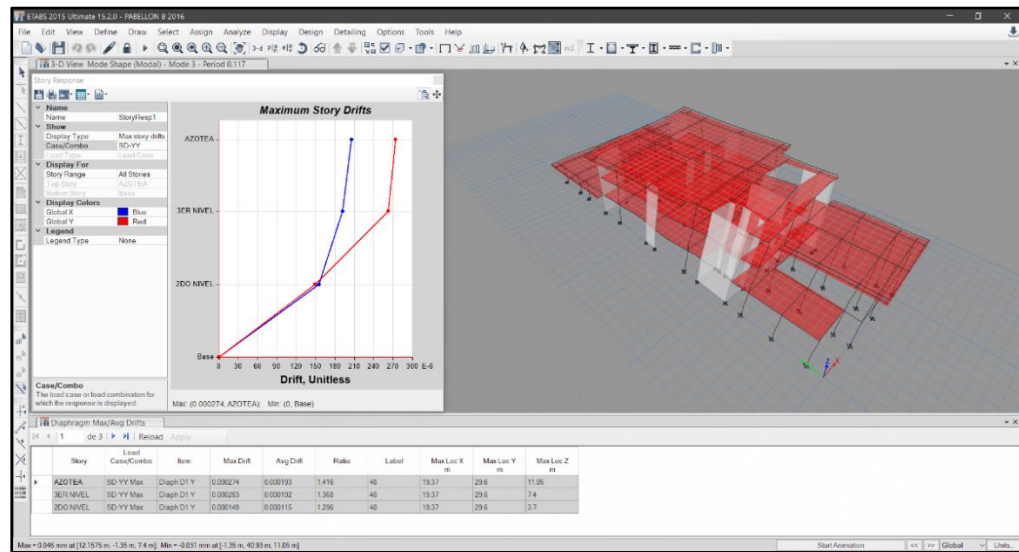 ETABS 2015 Ultimate 15.2.0 - PABELLON B 2016
File Edit View Define Draw Select Assign Analyze Display Design Detailing Options Tools Help
3-D View Mode Shape (Modal) - Mode 3 - Period 0.117
Story Response
Name
Name StoryResp1
Show
Display Type Max story drifts
Case/Combo SD-YY
Load Type Load Case
Display For
Story Range All Stories
Top Story AZOTEA
Bottom Story Base
Display Colors
Global X Blue
Global Y Red
Legend
Legend Type None
Case/Combo
The load case or load combination for
which the response is displayed.
Maximum Story Drifts
AZOTEA
3ER NIVEL
2DO NIVEL
Base
0 30 60 90 120 150 180 210 240 270 300 E-6
Drift, Unitless
Max: (0.000274, AZOTEA); Min: (0, Base)
Diaphragm Max/Avg Drifts
1 de 3 Reload Apply
Story Load Case/Combo Item Max Drift Avg Drift Ratio Label Max Loc X m Max Loc Y m Max Loc Z m
AZOTEA SD-YY Max Diaph D1 Y 0.000274 0.000193 1.416 40 19.37 29.6 11.05
3ER NIVEL SD-YY Max Diaph D1 Y 0.000263 0.000192 1.368 40 19.37 29.6 7.4
2DO NIVEL SD-YY Max Diaph D1 Y 0.000149 0.000115 1.296 40 19.37 29.6 3.7
Max = 0.046 mm at [12.1575 m, -1.35 m, 7.4 m]; Min = -0.031 mm at [-1.35 m, 40.93 m, 11.05 m]
Start Animation << >> Global Units...